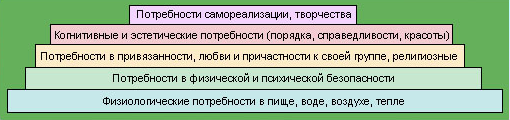 Потребности самореализации, творчества
Когнитивные и эстетические потребности (порядка, справедливости, красоты)
Потребности в привязанности, любви и причастности к своей группе, религиозные
Потребности в физической и психической безопасности
Физиологические потребности в пище, воде, воздухе, тепле